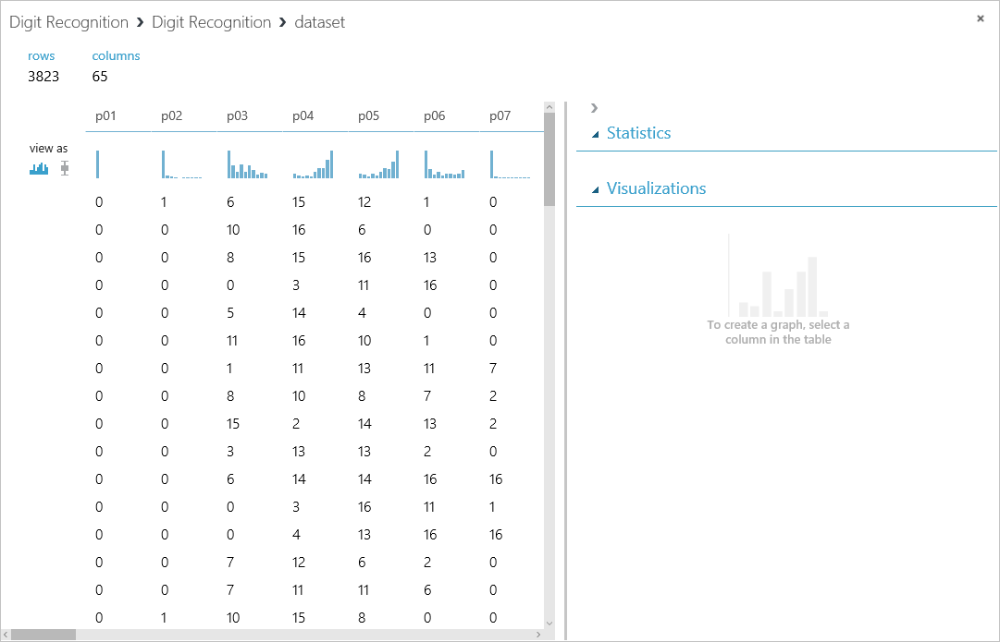 Digit Recognition › Digit Recognition › dataset ×
rows columns
3823 65
p01 p02 p03 p04 p05 p06 p07
view as
0 1 6 15 12 1 0
0 0 10 16 6 0 0
0 0 8 15 16 13 0
0 0 0 3 11 16 0
0 0 5 14 4 0 0
0 0 11 16 10 1 0
0 0 1 11 13 11 7
0 0 8 10 8 7 2
0 0 15 2 14 13 2
0 0 3 13 13 2 0
0 0 6 14 14 16 16
0 0 0 3 16 11 1
0 0 0 4 13 16 16
0 0 7 12 6 2 0
0 0 7 11 11 6 0
0 1 10 15 8 0 0
Statistics
Visualizations
To create a graph, select a
column in the table